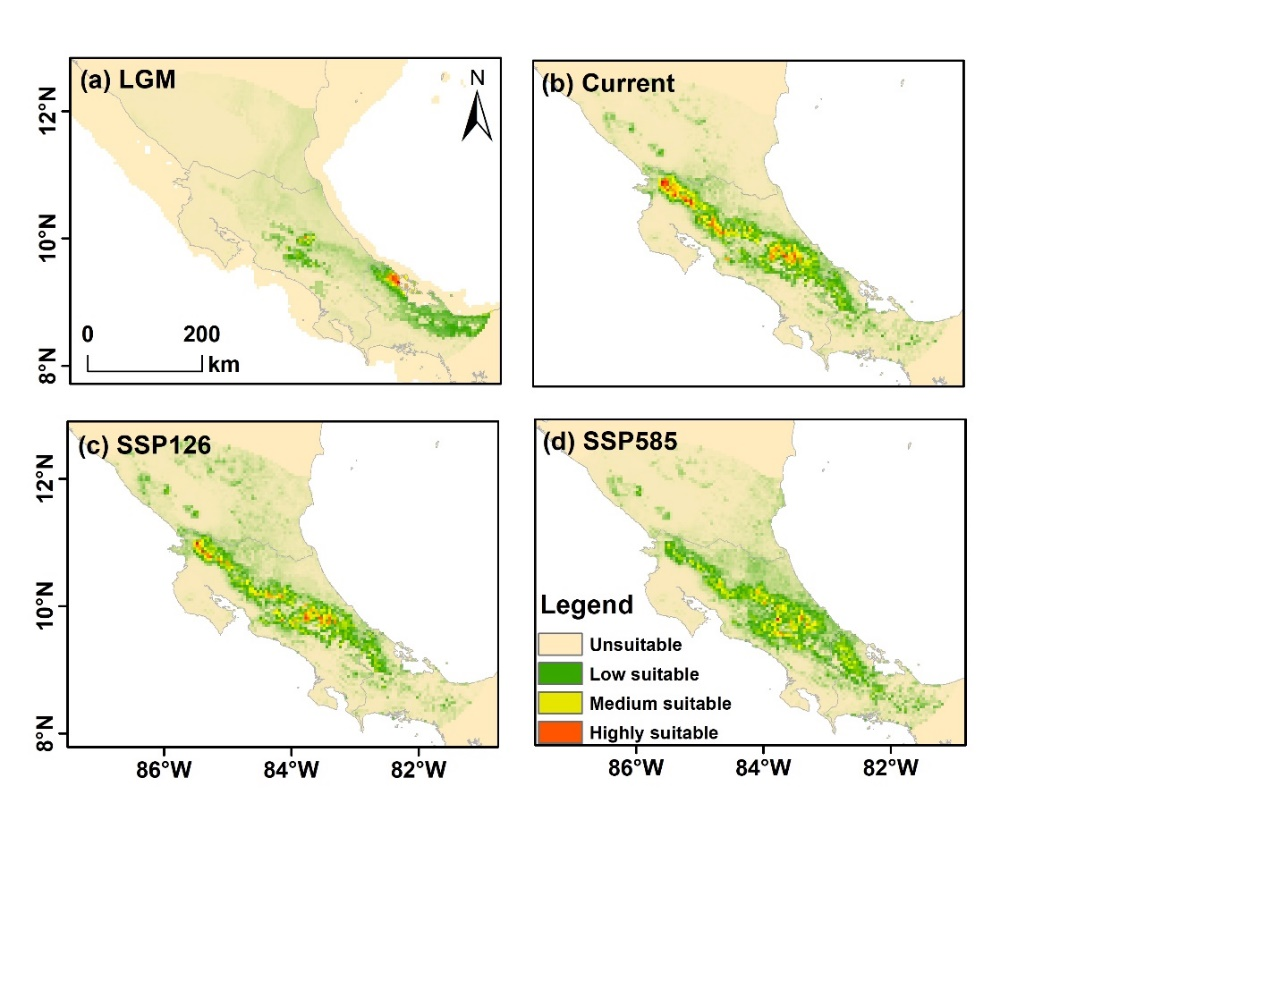 (a) LGM
N
12°N
10°N
8°N
0 200
km
(b) Current
(c) SSP126
12°N
10°N
8°N
86°W 84°W 82°W
(d) SSP585
Legend
Unsuitable
Low suitable
Medium suitable
Highly suitable
86°W 84°W 82°W